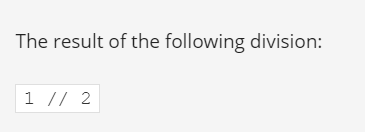 The result of the following division:
1 // 2